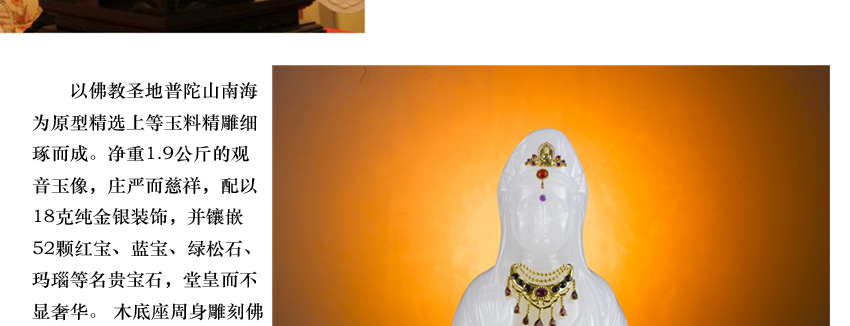 以佛教圣地普陀山南海
为原型精选上等玉料精雕细
琢而成。净重1.9公斤的观
音玉像，庄严而慈祥，配以
18克纯金银装饰，并镶嵌
52颗红宝、蓝宝、绿松石、
玛瑙等名贵宝石，堂皇而不
显奢华。 木底座周身雕刻佛